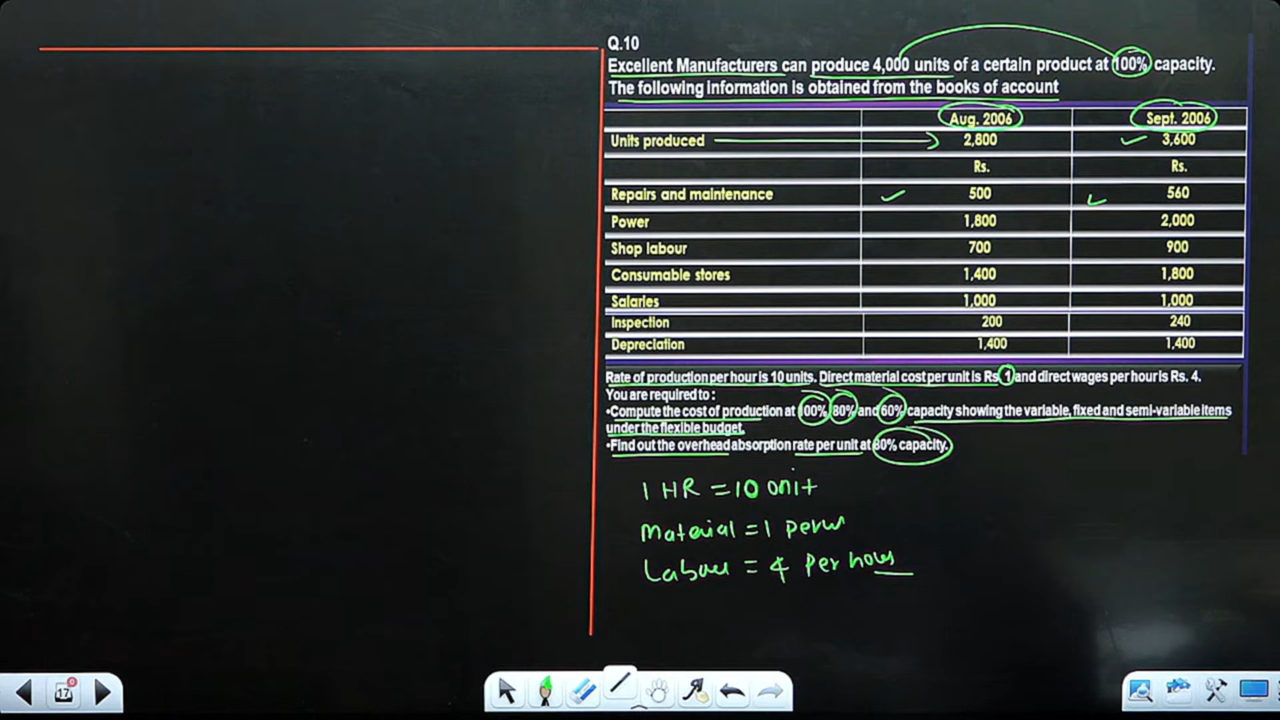 Q.10
Excellent Manufacturers can produce 4,000 units of a certain product at 100% capacity.
The following information is obtained from the books of account
Aug. 2006 Sept. 2006
Units produced 2,800 3,600
Rs. Rs.
Repairs and maintenance 500 560
Power 1,800 2,000
Shop labour 700 900
Consumable stores 1,400 1,800
Salaries 1,000 1,000
Inspection 200 240
Depreciation 1,400 1,400
Rate of production per hour is 10 units. Direct material cost per unit is Rs 1 and direct wages per hour is Rs. 4.
You are required to :
•Compute the cost of production at 100%, 80% and 60% capacity showing the variable, fixed and semi-variable items
under the flexible budget.
•Find out the overhead absorption rate per unit at 80% capacity.
1 HR = 10 unit
Material = 1 per
Labour = 4 Per hours
17
0